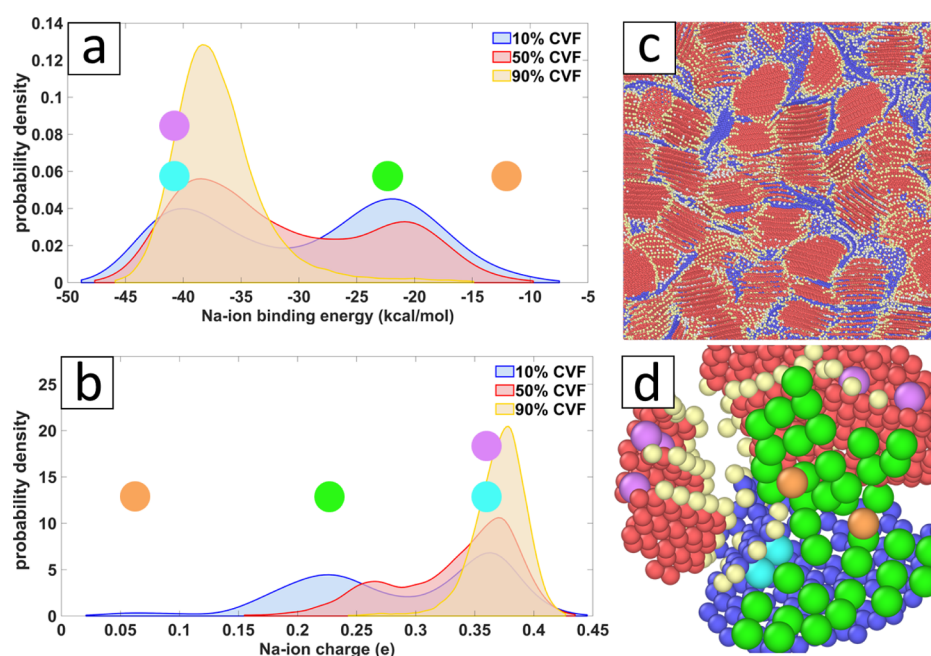 a
0.14
0.12
0.10
0.08
0.06
0.04
0.02
0
probability density
-50
-45
-40
-35
-30
-25
-20
-15
-10
-5
Na-ion binding energy (kcal/mol)
10% CVF
50% CVF
90% CVF
b
25
20
15
10
5
0
probability density
0
0.05
0.1
0.15
0.2
0.25
0.3
0.35
0.4
0.45
Na-ion charge (e)
10% CVF
50% CVF
90% CVF
c
d